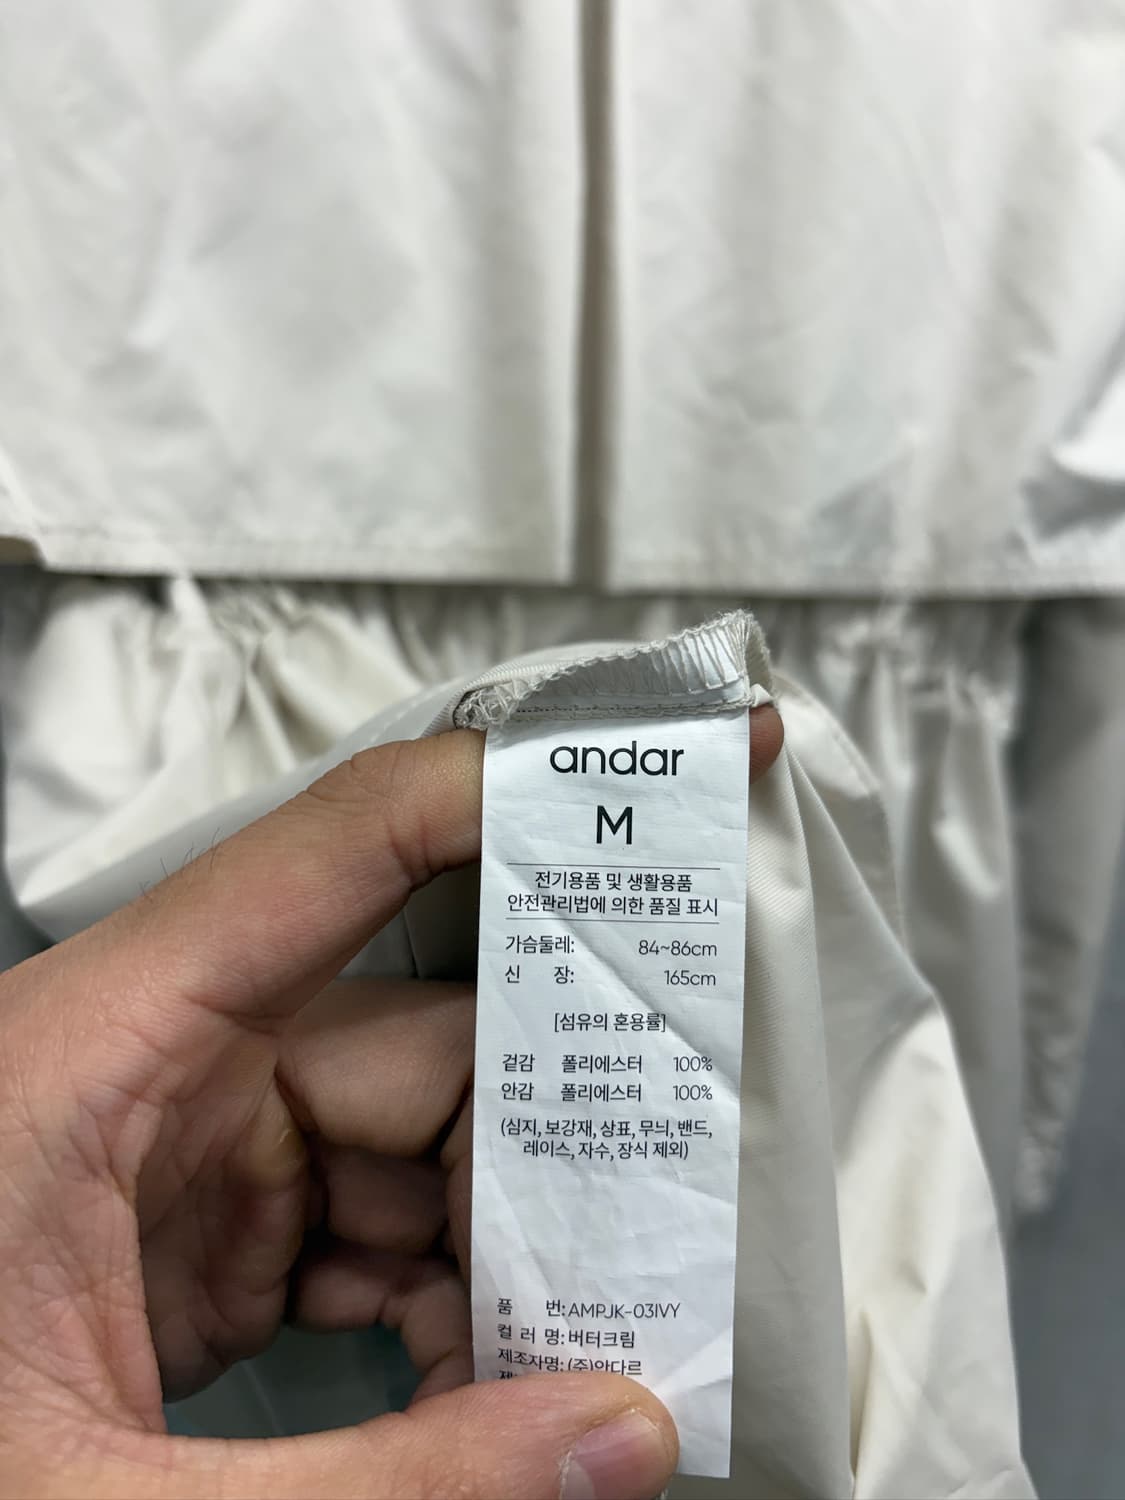 andar
M
전기용품 및 생활용품
안전관리법에 의한 품질 표시
가슴둘레: 84~86cm
신 장: 165cm
[섬유의 혼용률]
겉감 폴리에스터 100%
안감 폴리에스터 100%
(심지, 보강재, 상표, 무늬, 밴드,
레이스, 자수, 장식 제외)
품 번: AMPJK-03IVY
컬 러 명: 버터크림
제조자명: (주)안다르